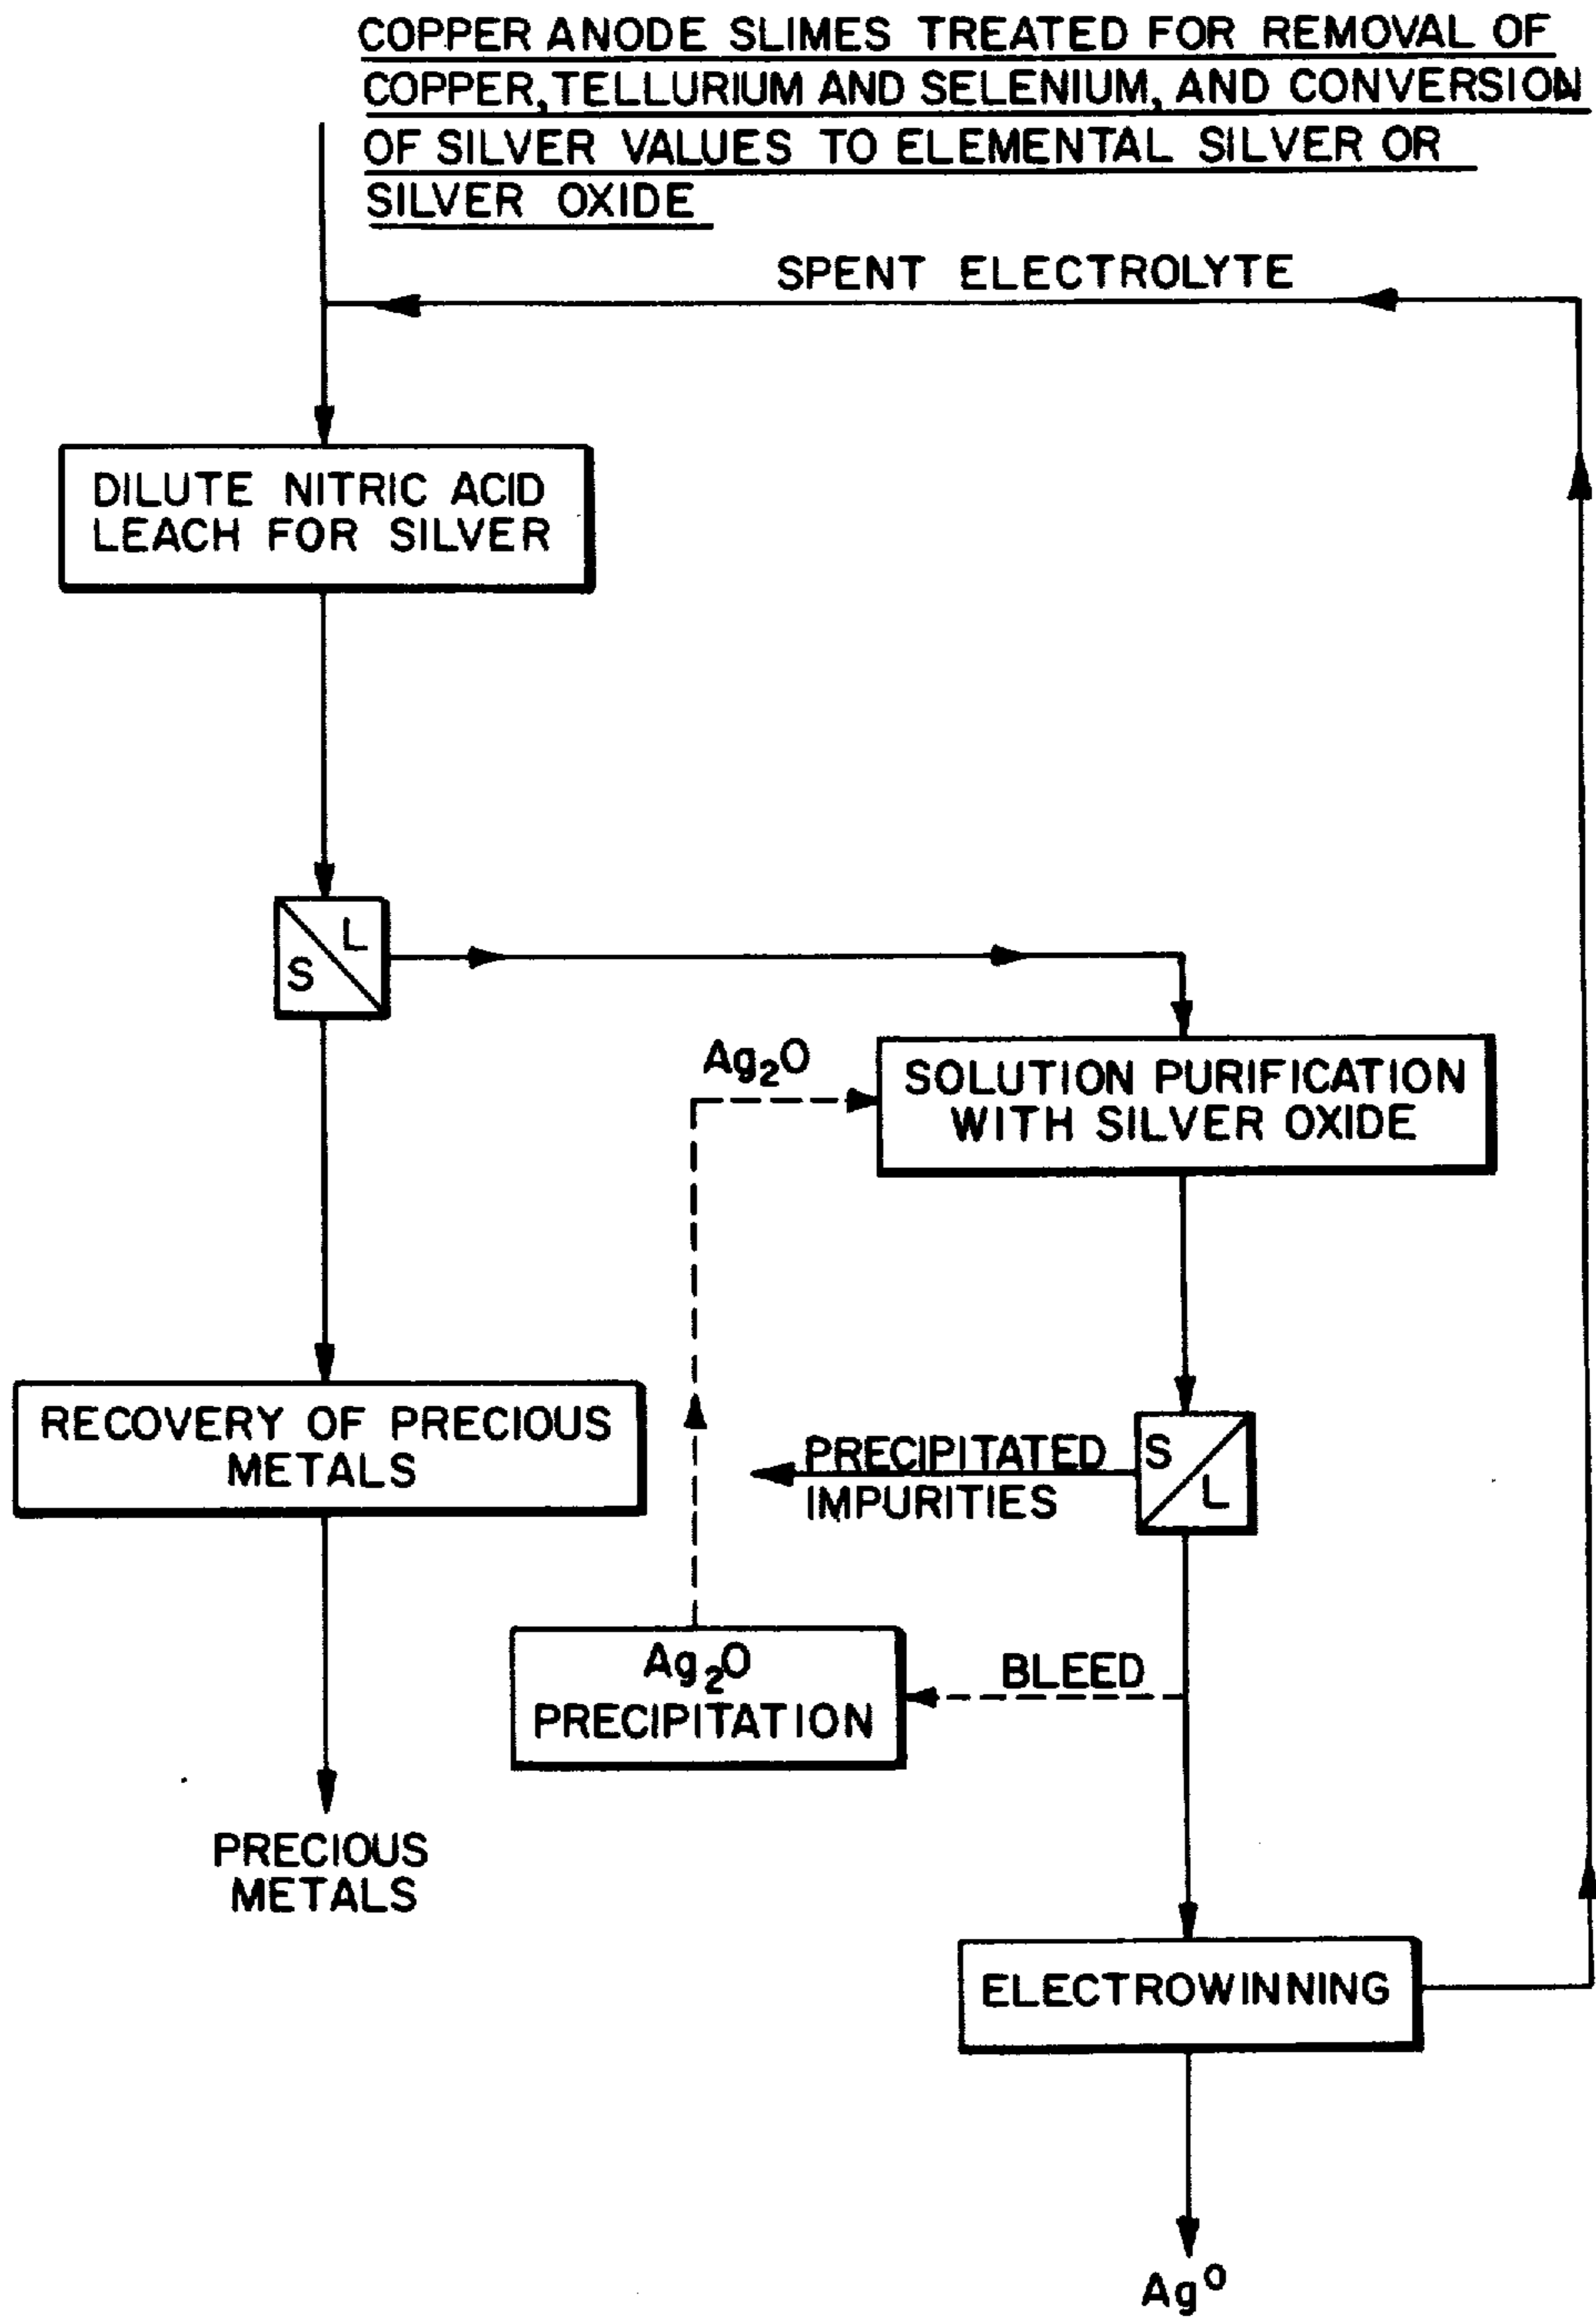 COPPER ANODE SLIMES TREATED FOR REMOVAL OF
COPPER, TELLURIUM AND SELENIUM, AND CONVERSION
OF SILVER VALUES TO ELEMENTAL SILVER OR
SILVER OXIDE
SPENT ELECTROLYTE
DILUTE NITRIC ACID
LEACH FOR SILVER
L
S
Ag₂O
SOLUTION PURIFICATION
WITH SILVER OXIDE
RECOVERY OF PRECIOUS
METALS
PRECIPITATED
IMPURITIES
S
L
Ag₂O
PRECIPITATION
BLEED
PRECIOUS
METALS
ELECTROWINNING
Ag⁰